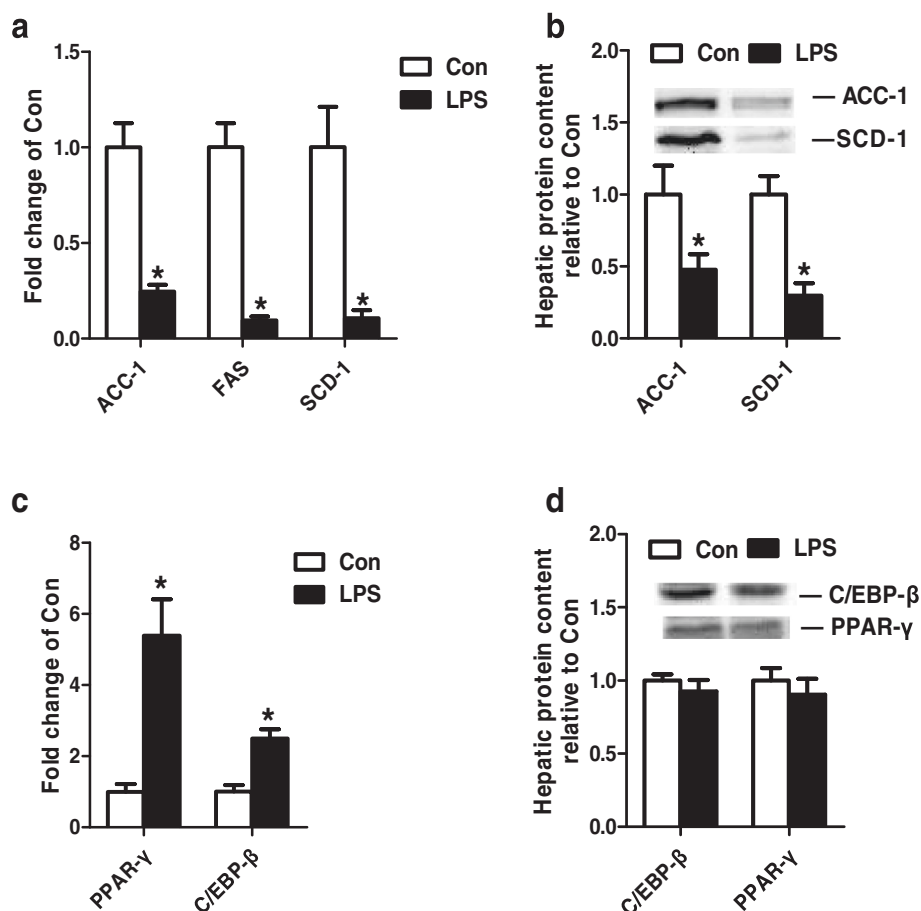 a
Fold change of Con
1.5
1.0
0.5
0.0
Con
LPS
*
*
*
ACC-1
FAS
SCD-1
b
Hepatic protein content
relative to Con
2.0
1.5
1.0
0.5
0.0
Con LPS
— ACC-1
—SCD-1
*
*
ACC-1
SCD-1
c
Fold change of Con
8
6
4
2
0
Con
LPS
*
*
PPAR-γ
C/EBP-β
d
Hepatic protein content
relative to Con
2.0
1.5
1.0
0.5
0.0
Con LPS
— C/EBP-β
— PPAR-γ
C/EBP-β
PPAR-γ